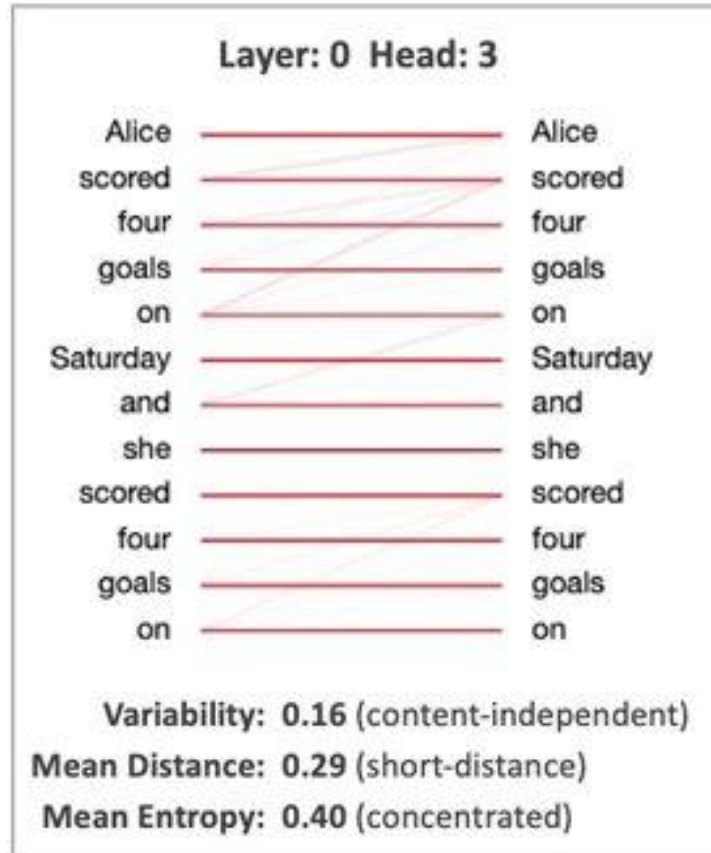 Layer: 0 Head: 3
Alice Alice
scored scored
four four
goals goals
on on
Saturday Saturday
and and
she she
scored scored
four four
goals goals
on on
Variability: 0.16 (content-independent)
Mean Distance: 0.29 (short-distance)
Mean Entropy: 0.40 (concentrated)